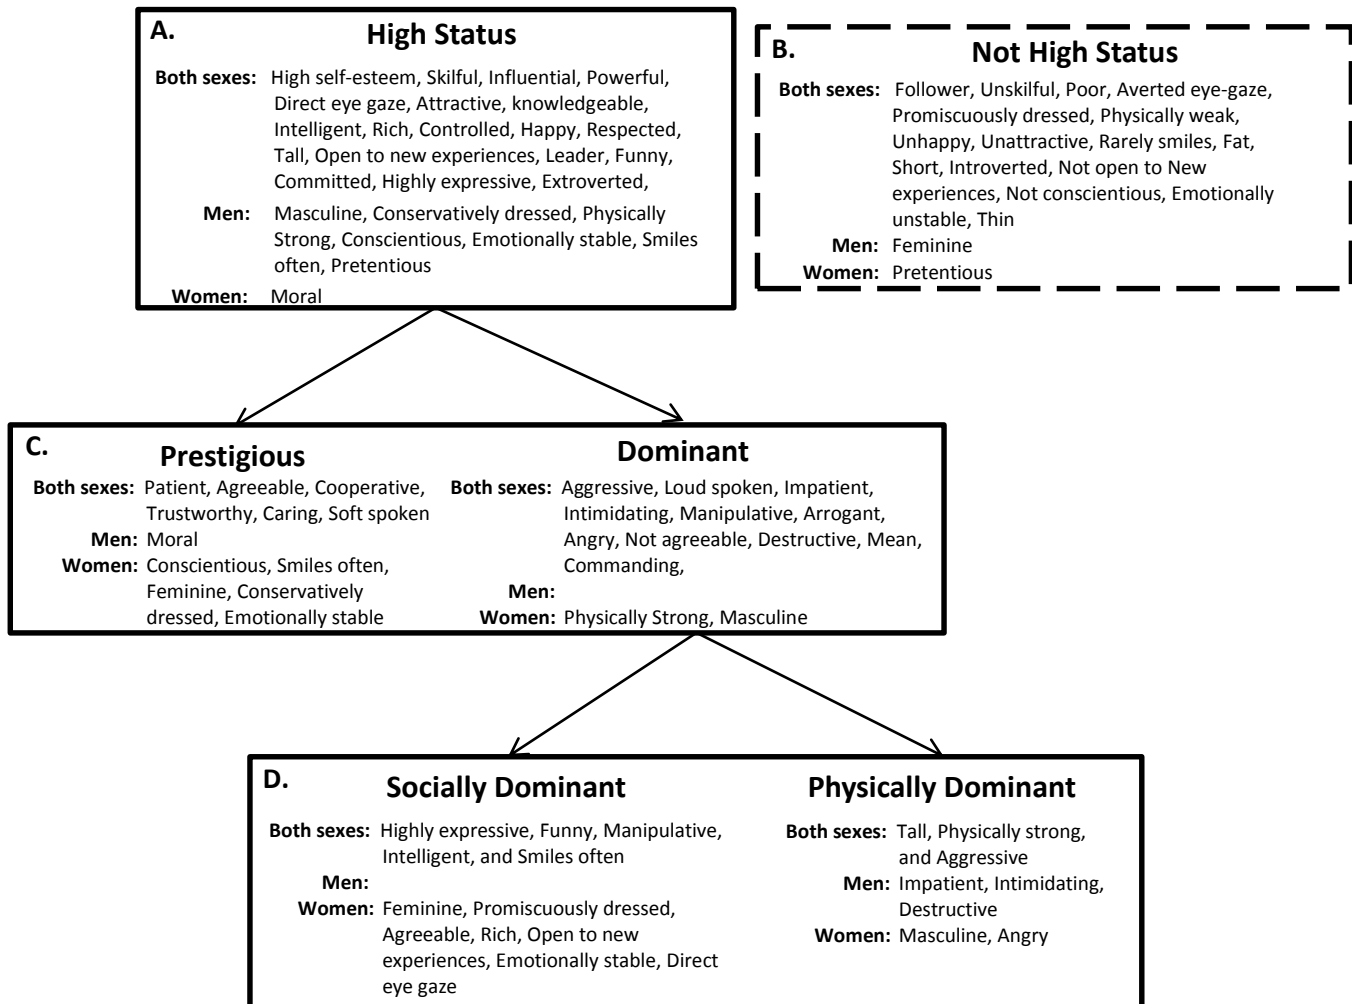 A.
High Status
Both sexes: High self-esteem, Skilful, Influential, Powerful,
Direct eye gaze, Attractive, knowledgeable,
Intelligent, Rich, Controlled, Happy, Respected,
Tall, Open to new experiences, Leader, Funny,
Committed, Highly expressive, Extroverted,
Men: Masculine, Conservatively dressed, Physically
Strong, Conscientious, Emotionally stable, Smiles
often, Pretentious
Women: Moral
B.
Not High Status
Both sexes: Follower, Unskilful, Poor, Averted eye-gaze,
Promiscuously dressed, Physically weak,
Unhappy, Unattractive, Rarely smiles, Fat,
Short, Introverted, Not open to New
experiences, Not conscientious, Emotionally
unstable, Thin
Men: Feminine
Women: Pretentious
C.
Prestigious
Both sexes: Patient, Agreeable, Cooperative,
Trustworthy, Caring, Soft spoken
Men: Moral
Women: Conscientious, Smiles often,
Feminine, Conservatively
dressed, Emotionally stable
Dominant
Both sexes: Aggressive, Loud spoken, Impatient,
Intimidating, Manipulative, Arrogant,
Angry, Not agreeable, Destructive, Mean,
Commanding,
Men:
Women: Physically Strong, Masculine
D.
Socially Dominant
Both sexes: Highly expressive, Funny, Manipulative,
Intelligent, and Smiles often
Men:
Women: Feminine, Promiscuously dressed,
Agreeable, Rich, Open to new
experiences, Emotionally stable, Direct
eye gaze
Physically Dominant
Both sexes: Tall, Physically strong,
and Aggressive
Men: Impatient, Intimidating,
Destructive
Women: Masculine, Angry